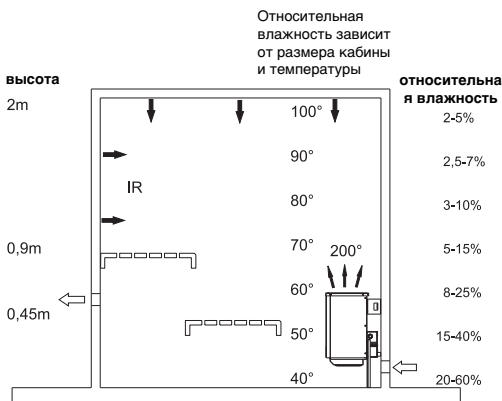 Относительная
влажность зависит
от размера кабины
и температуры
высота
относительна
я влажность
2m
100°
2-5%
90°
2,5-7%
IR
80°
3-10%
0,9m
70°
200°
5-15%
60°
8-25%
0,45m
50°
15-40%
40°
20-60%